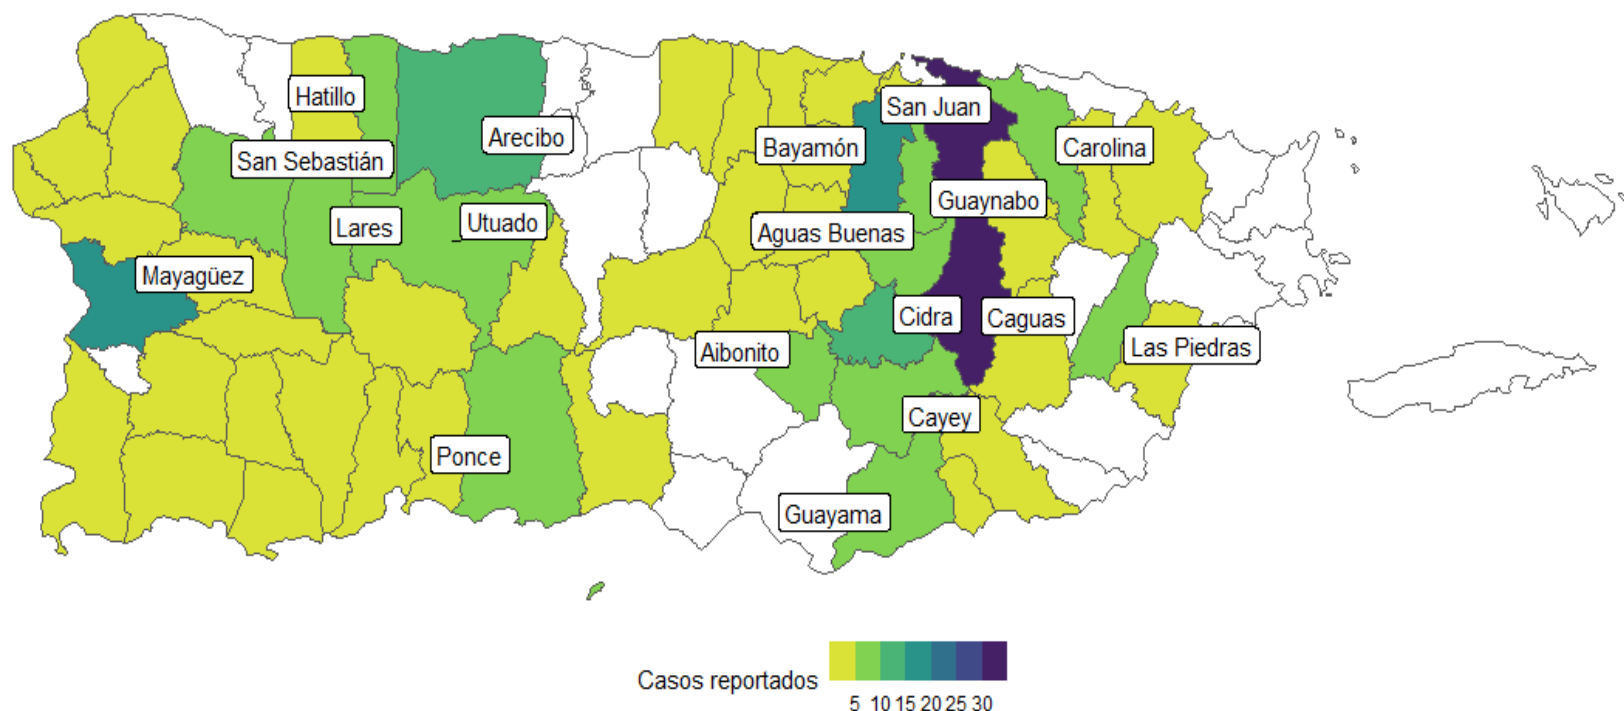 Hatillo
San Juan
Arecibo
Bayamón
Carolina
San Sebastián
Guaynabo
Lares
_Utuado
Aguas Buenas
Mayagüez
Cidra
Caguas
Aibonito
Las Piedras
Cayey
Ponce
Guayama
Casos reportados
5 10 15 20 25 30